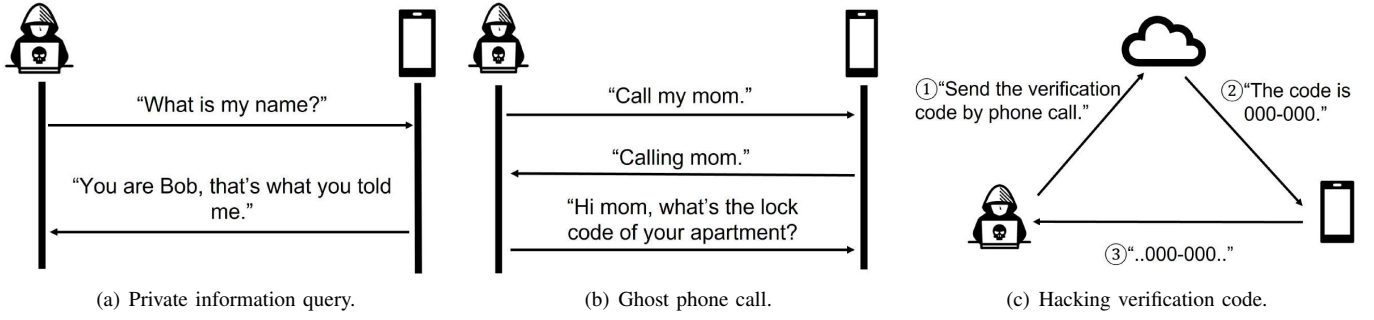 “What is my name?”
“You are Bob, that’s what you told
me.”
(a) Private information query.
“Call my mom.”
“Calling mom.”
“Hi mom, what’s the lock
code of your apartment?
(b) Ghost phone call.
①“Send the verification
code by phone call.”
②“The code is
000-000.”
③“..000-000..”
(c) Hacking verification code.